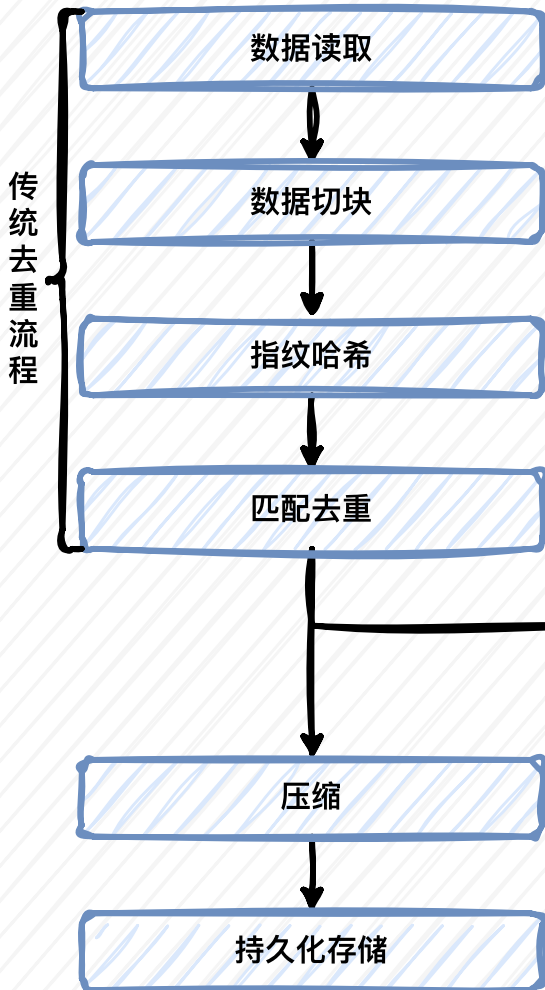 数据读取
数据切块
传统去重流程
指纹哈希
匹配去重
压缩
持久化存储